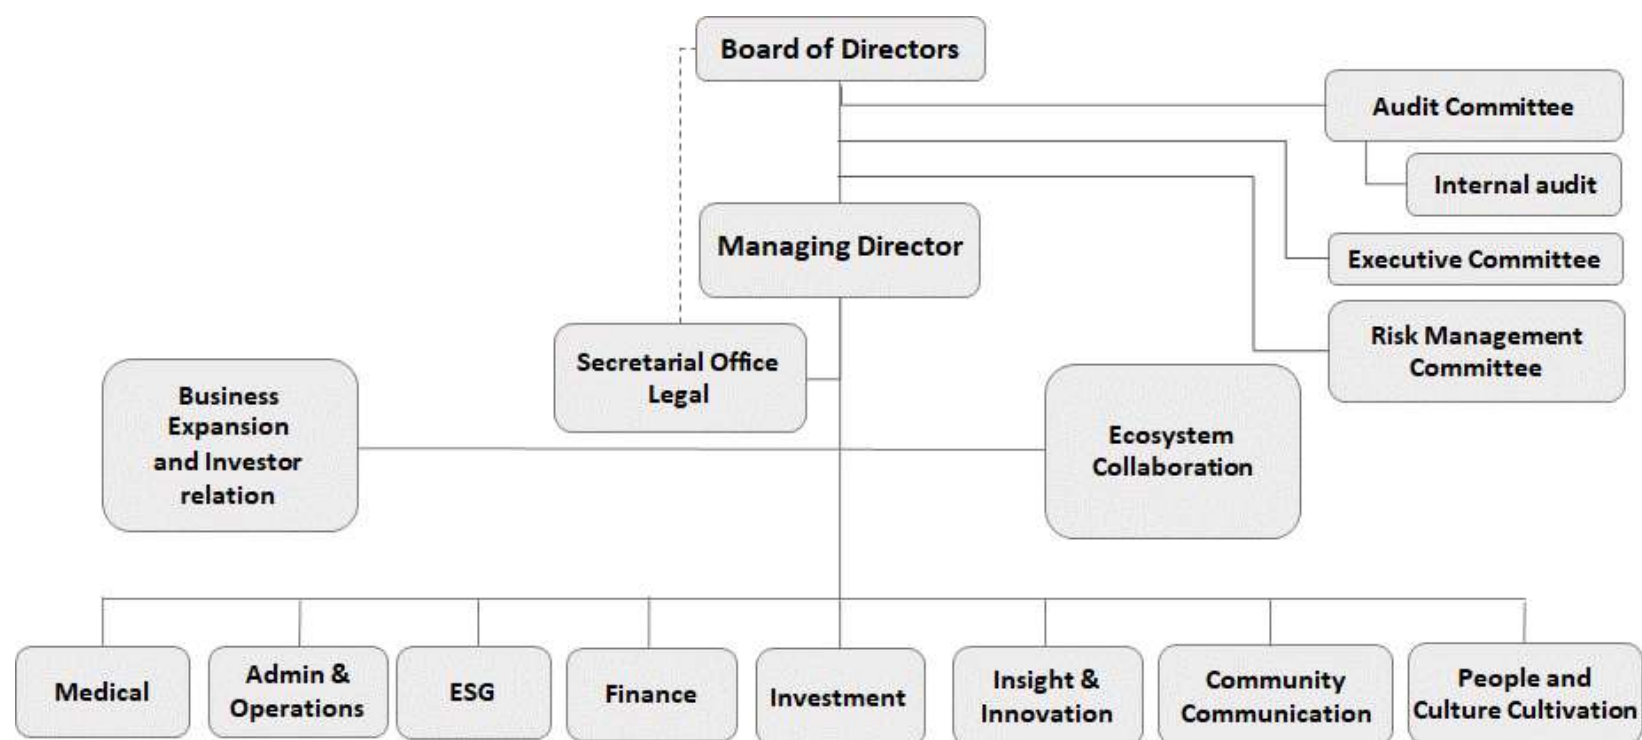 Board of Directors
Audit Committee
Internal audit
Managing Director
Executive Committee
Risk Management
Committee
Secretarial Office
Legal
Business
Expansion
and Investor
relation
Ecosystem
Collaboration
Medical
Admin &
Operations
ESG
Finance
Investment
Insight &
Innovation
Community
Communication
People and
Culture Cultivation